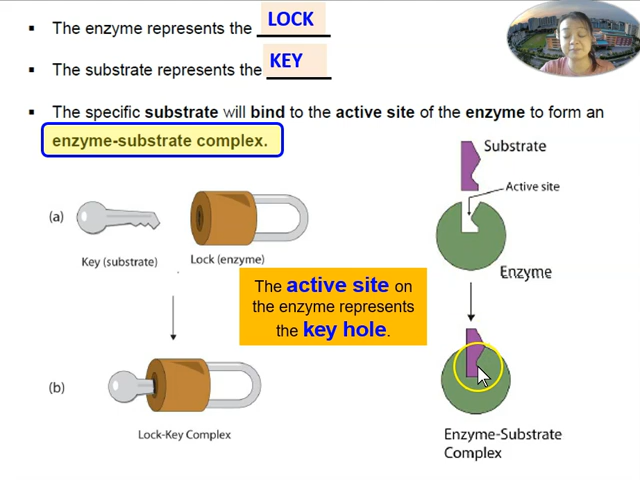 ▪ The enzyme represents the LOCK
▪ The substrate represents the KEY
▪ The specific substrate will bind to the active site of the enzyme to form an
enzyme-substrate complex.
Substrate
Active site
(a)
Key (substrate)
Lock (enzyme)
Enzyme
The active site on
the enzyme represents
the key hole.
(b)
Lock-Key Complex
Enzyme-Substrate
Complex